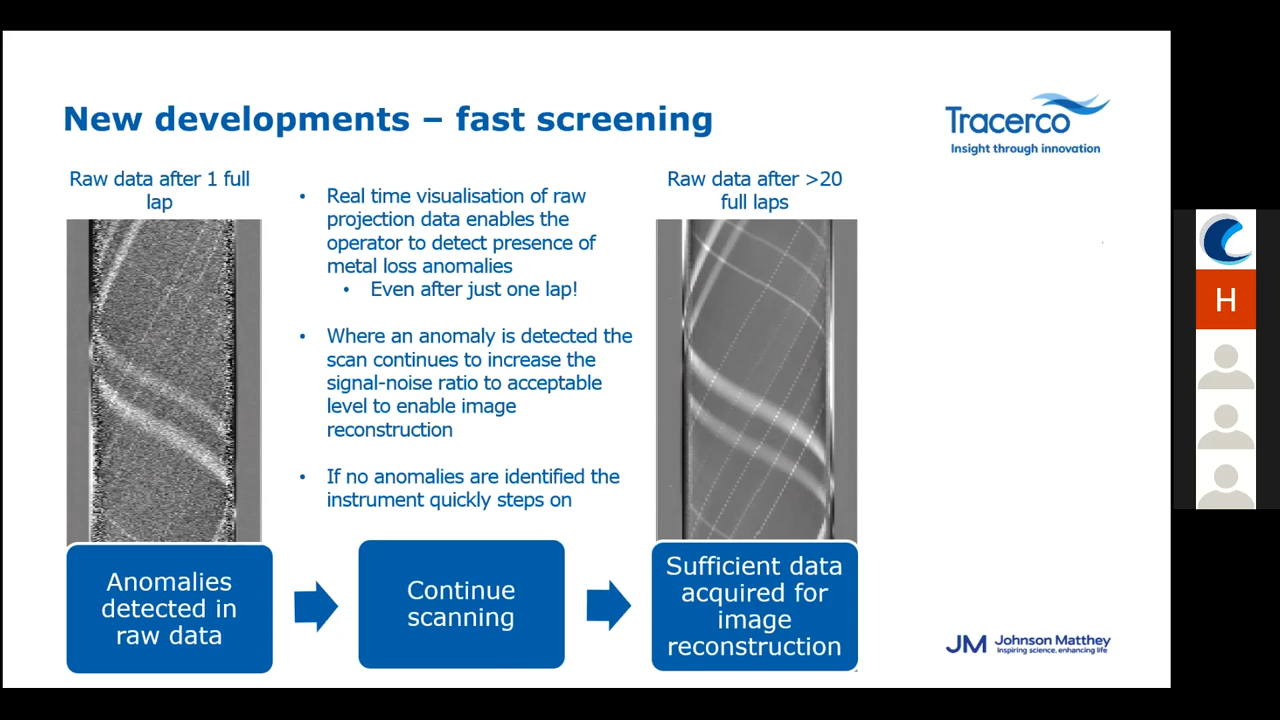 New developments – fast screening
Tracerco
Insight through innovation
Raw data after 1 full
lap
• Real time visualisation of raw
projection data enables the
operator to detect presence of
metal loss anomalies
• Even after just one lap!
• Where an anomaly is detected the
scan continues to increase the
signal-noise ratio to acceptable
level to enable image
reconstruction
• If no anomalies are identified the
instrument quickly steps on
Raw data after >20
full laps
Anomalies
detected in
raw data
Continue
scanning
Sufficient data
acquired for
image
reconstruction
JM Johnson Matthey
Inspiring science, enhancing life
H